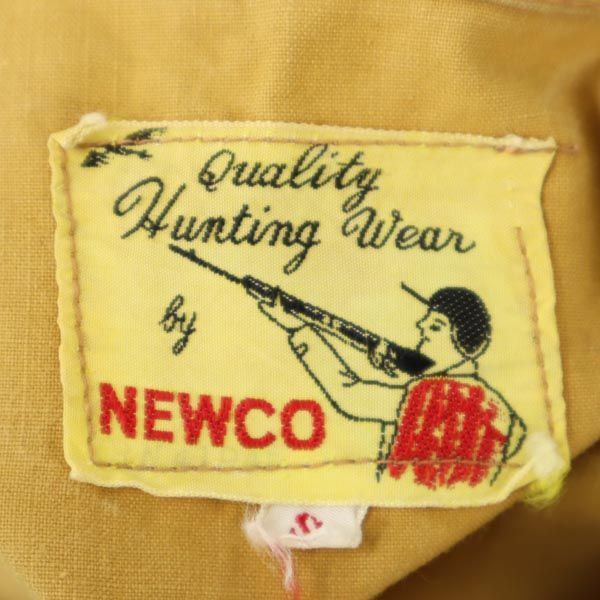 Quality
Hunting Wear
by
NEWCO
S